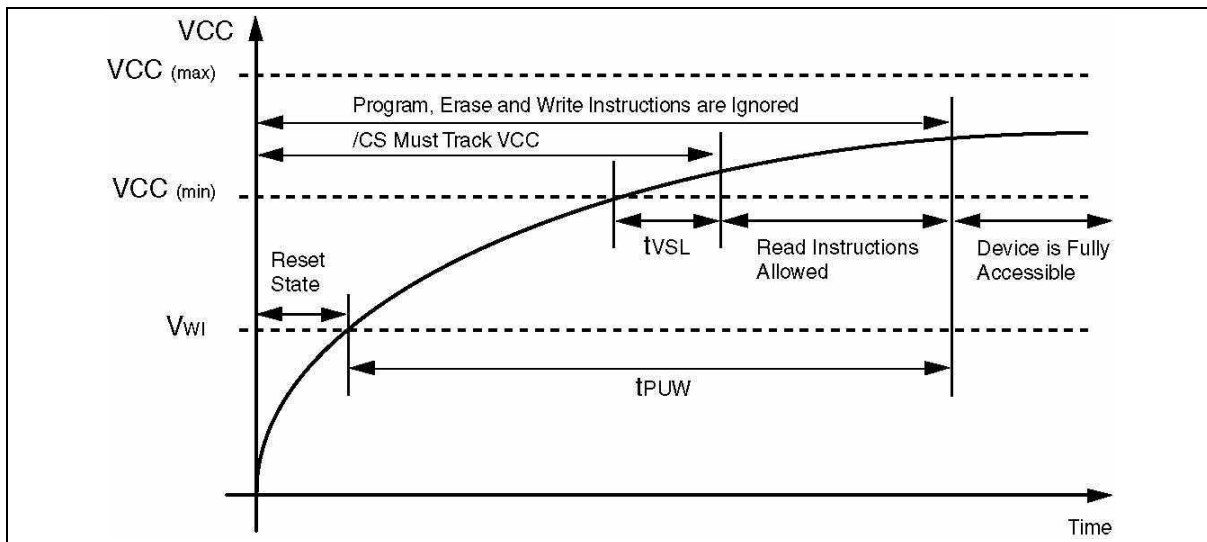 VCC
VCC (max)
Program, Erase and Write Instructions are Ignored
/CS Must Track VCC
VCC (min)
tVSL
Read Instructions
Allowed
Device is Fully
Accessible
Reset
State
VWI
tPUW
Time